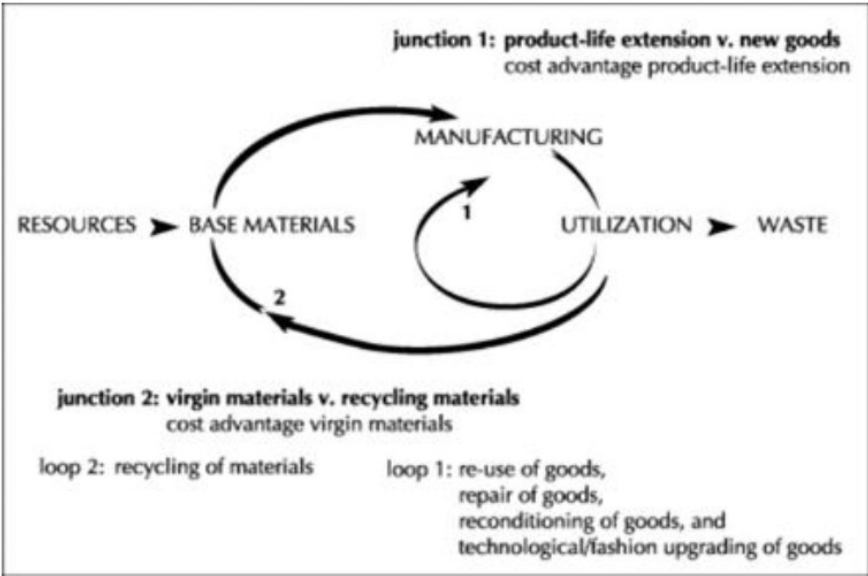 junction 1: product-life extension v. new goods
cost advantage product-life extension
MANUFACTURING
1
RESOURCES BASE MATERIALS UTILIZATION WASTE
2
junction 2: virgin materials v. recycling materials
cost advantage virgin materials
loop 2: recycling of materials
loop 1: re-use of goods,
repair of goods,
reconditioning of goods, and
technological/fashion upgrading of goods